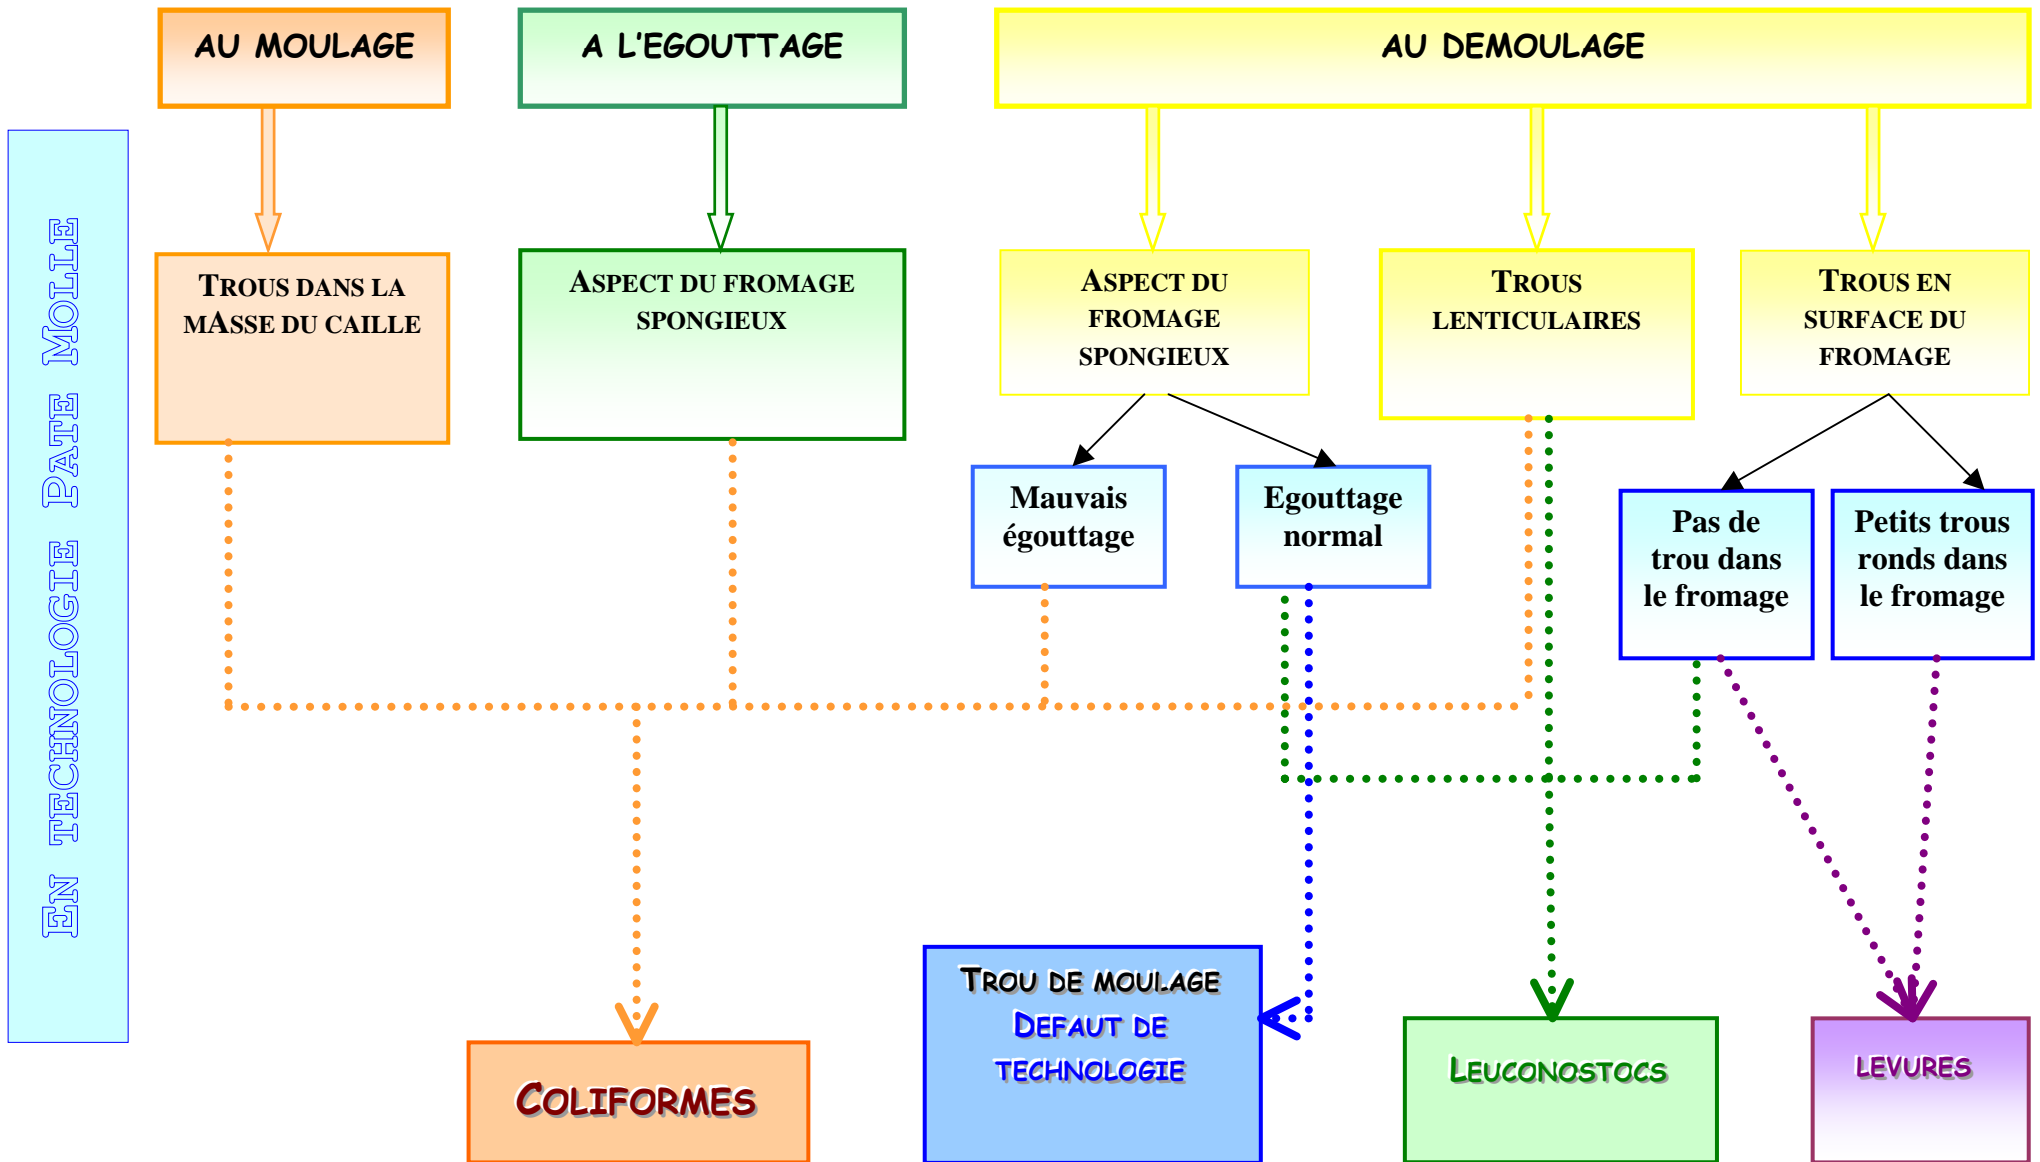 AU MOULAGE
A L'EGOUTTAGE
AU DEMOULAGE
EN TECHNOLOGIE PATE MOLLE
TROUS DANS LA
MASSE DU CAILLE
ASPECT DU FROMAGE
SPONGIEUX
ASPECT DU
FROMAGE
SPONGIEUX
TROUS
LENTICULAIRES
TROUS EN
SURFACE DU
FROMAGE
Mauvais
égouttage
Egouttage
normal
Pas de
trou dans
le fromage
Petits trous
ronds dans
le fromage
COLIFORMES
TROU DE MOULAGE
DEFAUT DE
TECHNOLOGIE
LEUCONOSTOCS
LEVURES